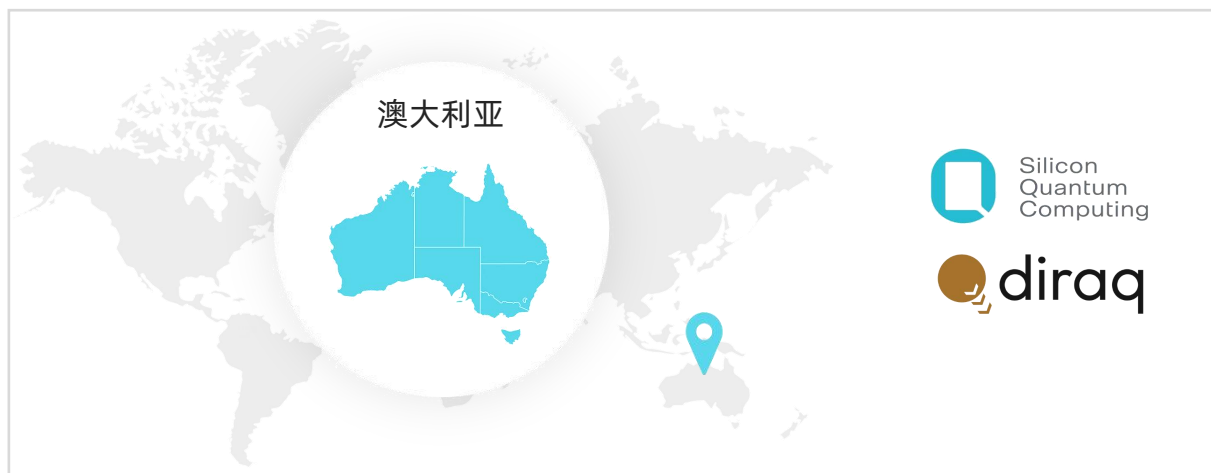 澳大利亚
Silicon
Quantum
Computing
diraq